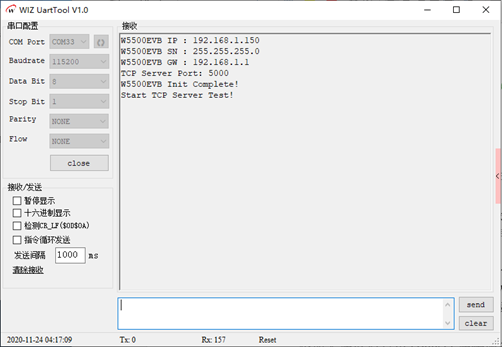 WIZ UartTool V1.0
串口配置
COM Port COM33
Baudrate 115200
Data Bit 8
Stop Bit 1
Parity NONE
Flow NONE
close
接收/发送
暂停显示
十六进制显示
检测CR_LF($0D$0A)
指令循环发送
发送间隔 1000 ms
清除接收
接收
W5500EVB IP : 192.168.1.150
W5500EVB SN : 255.255.255.0
W5500EVB GW : 192.168.1.1
TCP Server Port: 5000
W5500EVB Init Complete!
Start TCP Server Test!
send
clear
2020-11-24 04:17:09 Tx: 0 Rx: 157 Reset